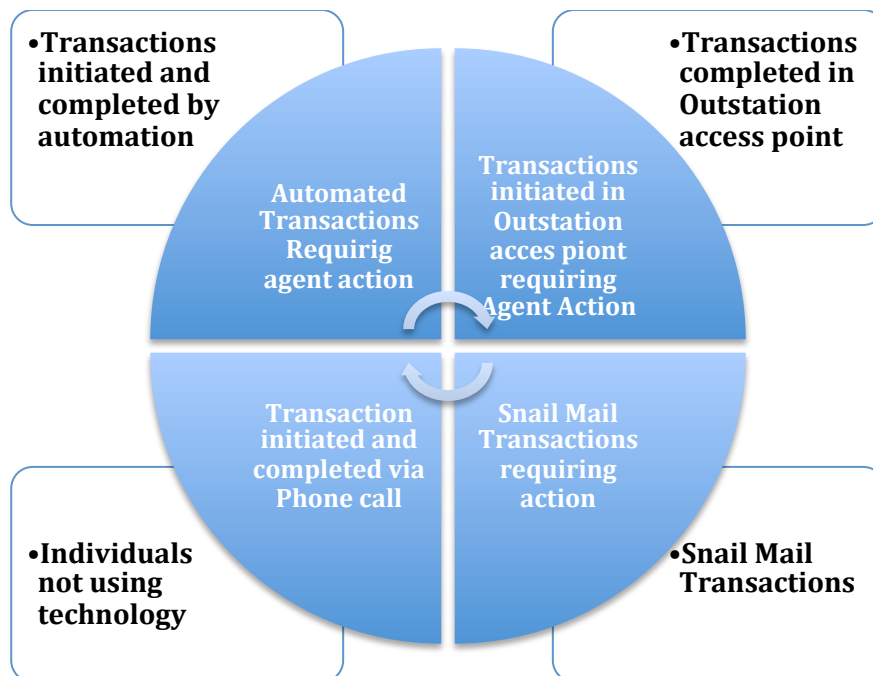 •Transactions
initiated and
completed by
automation
•Transactions
completed in
Outstation
access point
Automated
Transactions
Requirig
agent action
Transactions
initiated in
Outstation
acces piont
requiring
Agent Action
Transaction
initiated and
completed via
Phone call
Snail Mail
Transactions
requiring
action
•Individuals
not using
technology
•Snail Mail
Transactions